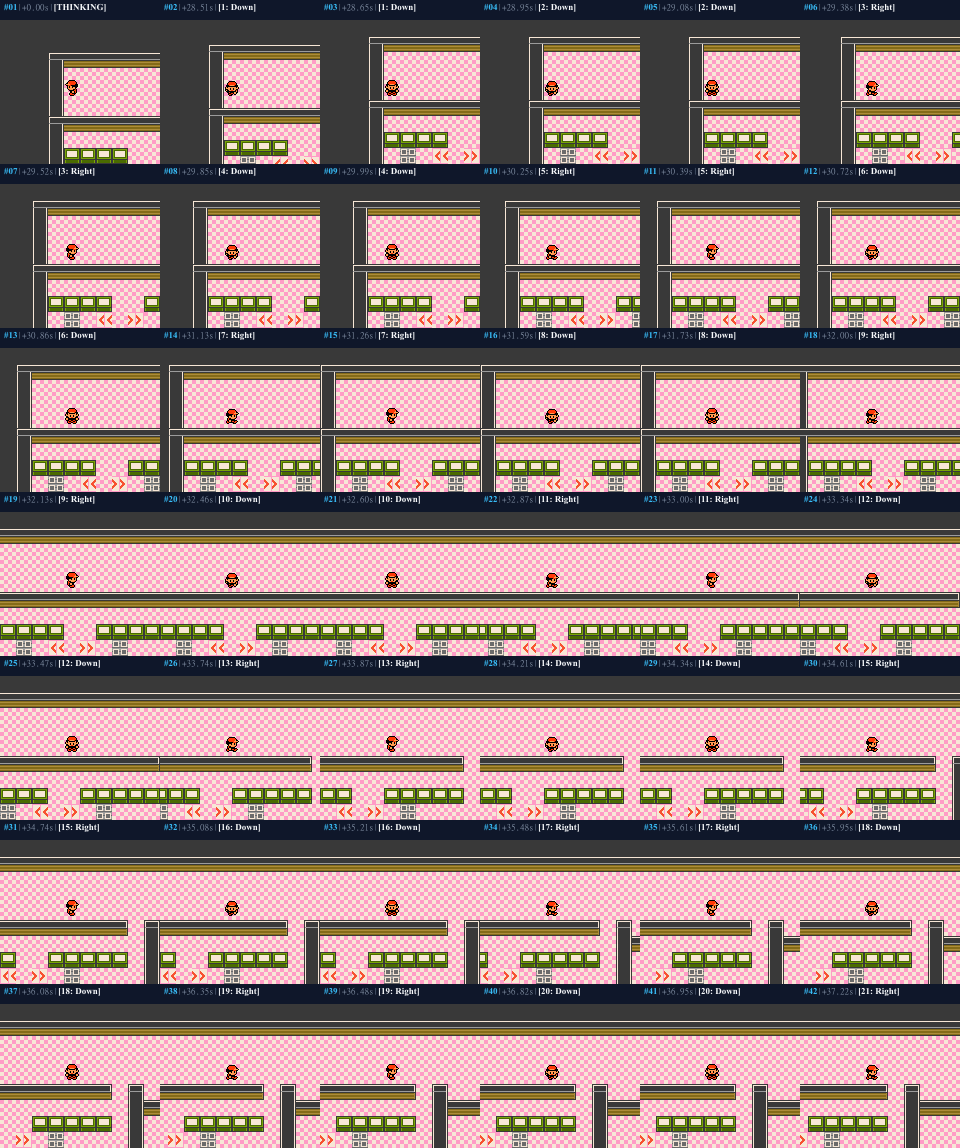 #01|+0.00s|[THINKING]
#02|+28.51s|[1: Down]
#03|+28.65s|[1: Down]
#04|+28.95s|[2: Down]
#05|+29.08s|[2: Down]
#06|+29.38s|[3: Right]
#07|+29.52s|[3: Right]
#08|+29.85s|[4: Down]
#09|+29.99s|[4: Down]
#10|+30.25s|[5: Right]
#11|+30.39s|[5: Right]
#12|+30.72s|[6: Down]
#13|+30.86s|[6: Down]
#14|+31.13s|[7: Right]
#15|+31.26s|[7: Right]
#16|+31.59s|[8: Down]
#17|+31.73s|[8: Down]
#18|+32.00s|[9: Right]
#19|+32.13s|[9: Right]
#20|+32.46s|[10: Down]
#21|+32.60s|[10: Down]
#22|+32.87s|[11: Right]
#23|+33.00s|[11: Right]
#24|+33.34s|[12: Down]
#25|+33.47s|[12: Down]
#26|+33.74s|[13: Right]
#27|+33.87s|[13: Right]
#28|+34.21s|[14: Down]
#29|+34.34s|[14: Down]
#30|+34.61s|[15: Right]
#31|+34.74s|[15: Right]
#32|+35.08s|[16: Down]
#33|+35.21s|[16: Down]
#34|+35.48s|[17: Right]
#35|+35.61s|[17: Right]
#36|+35.95s|[18: Down]
#37|+36.08s|[18: Down]
#38|+36.35s|[19: Right]
#39|+36.48s|[19: Right]
#40|+36.82s|[20: Down]
#41|+36.95s|[20: Down]
#42|+37.22s|[21: Right]